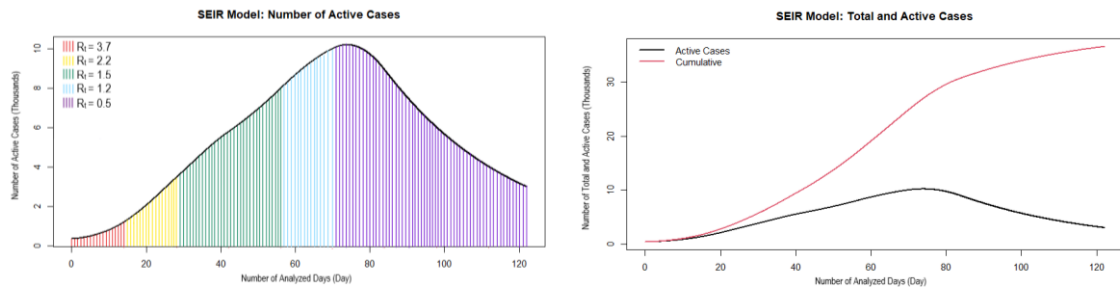 SEIR Model: Number of Active Cases
Number of Active Cases (Thousands)
10
8
6
4
2
0
Rₜ = 3.7
Rₜ = 2.2
Rₜ = 1.5
Rₜ = 1.2
Rₜ = 0.5
0 20 40 60 80 100 120
Number of Analyzed Days (Day)
SEIR Model: Total and Active Cases
Number of Total and Active Cases (Thousands)
30
20
10
0
Active Cases
Cumulative
0 20 40 60 80 100 120
Number of Analyzed Days (Day)